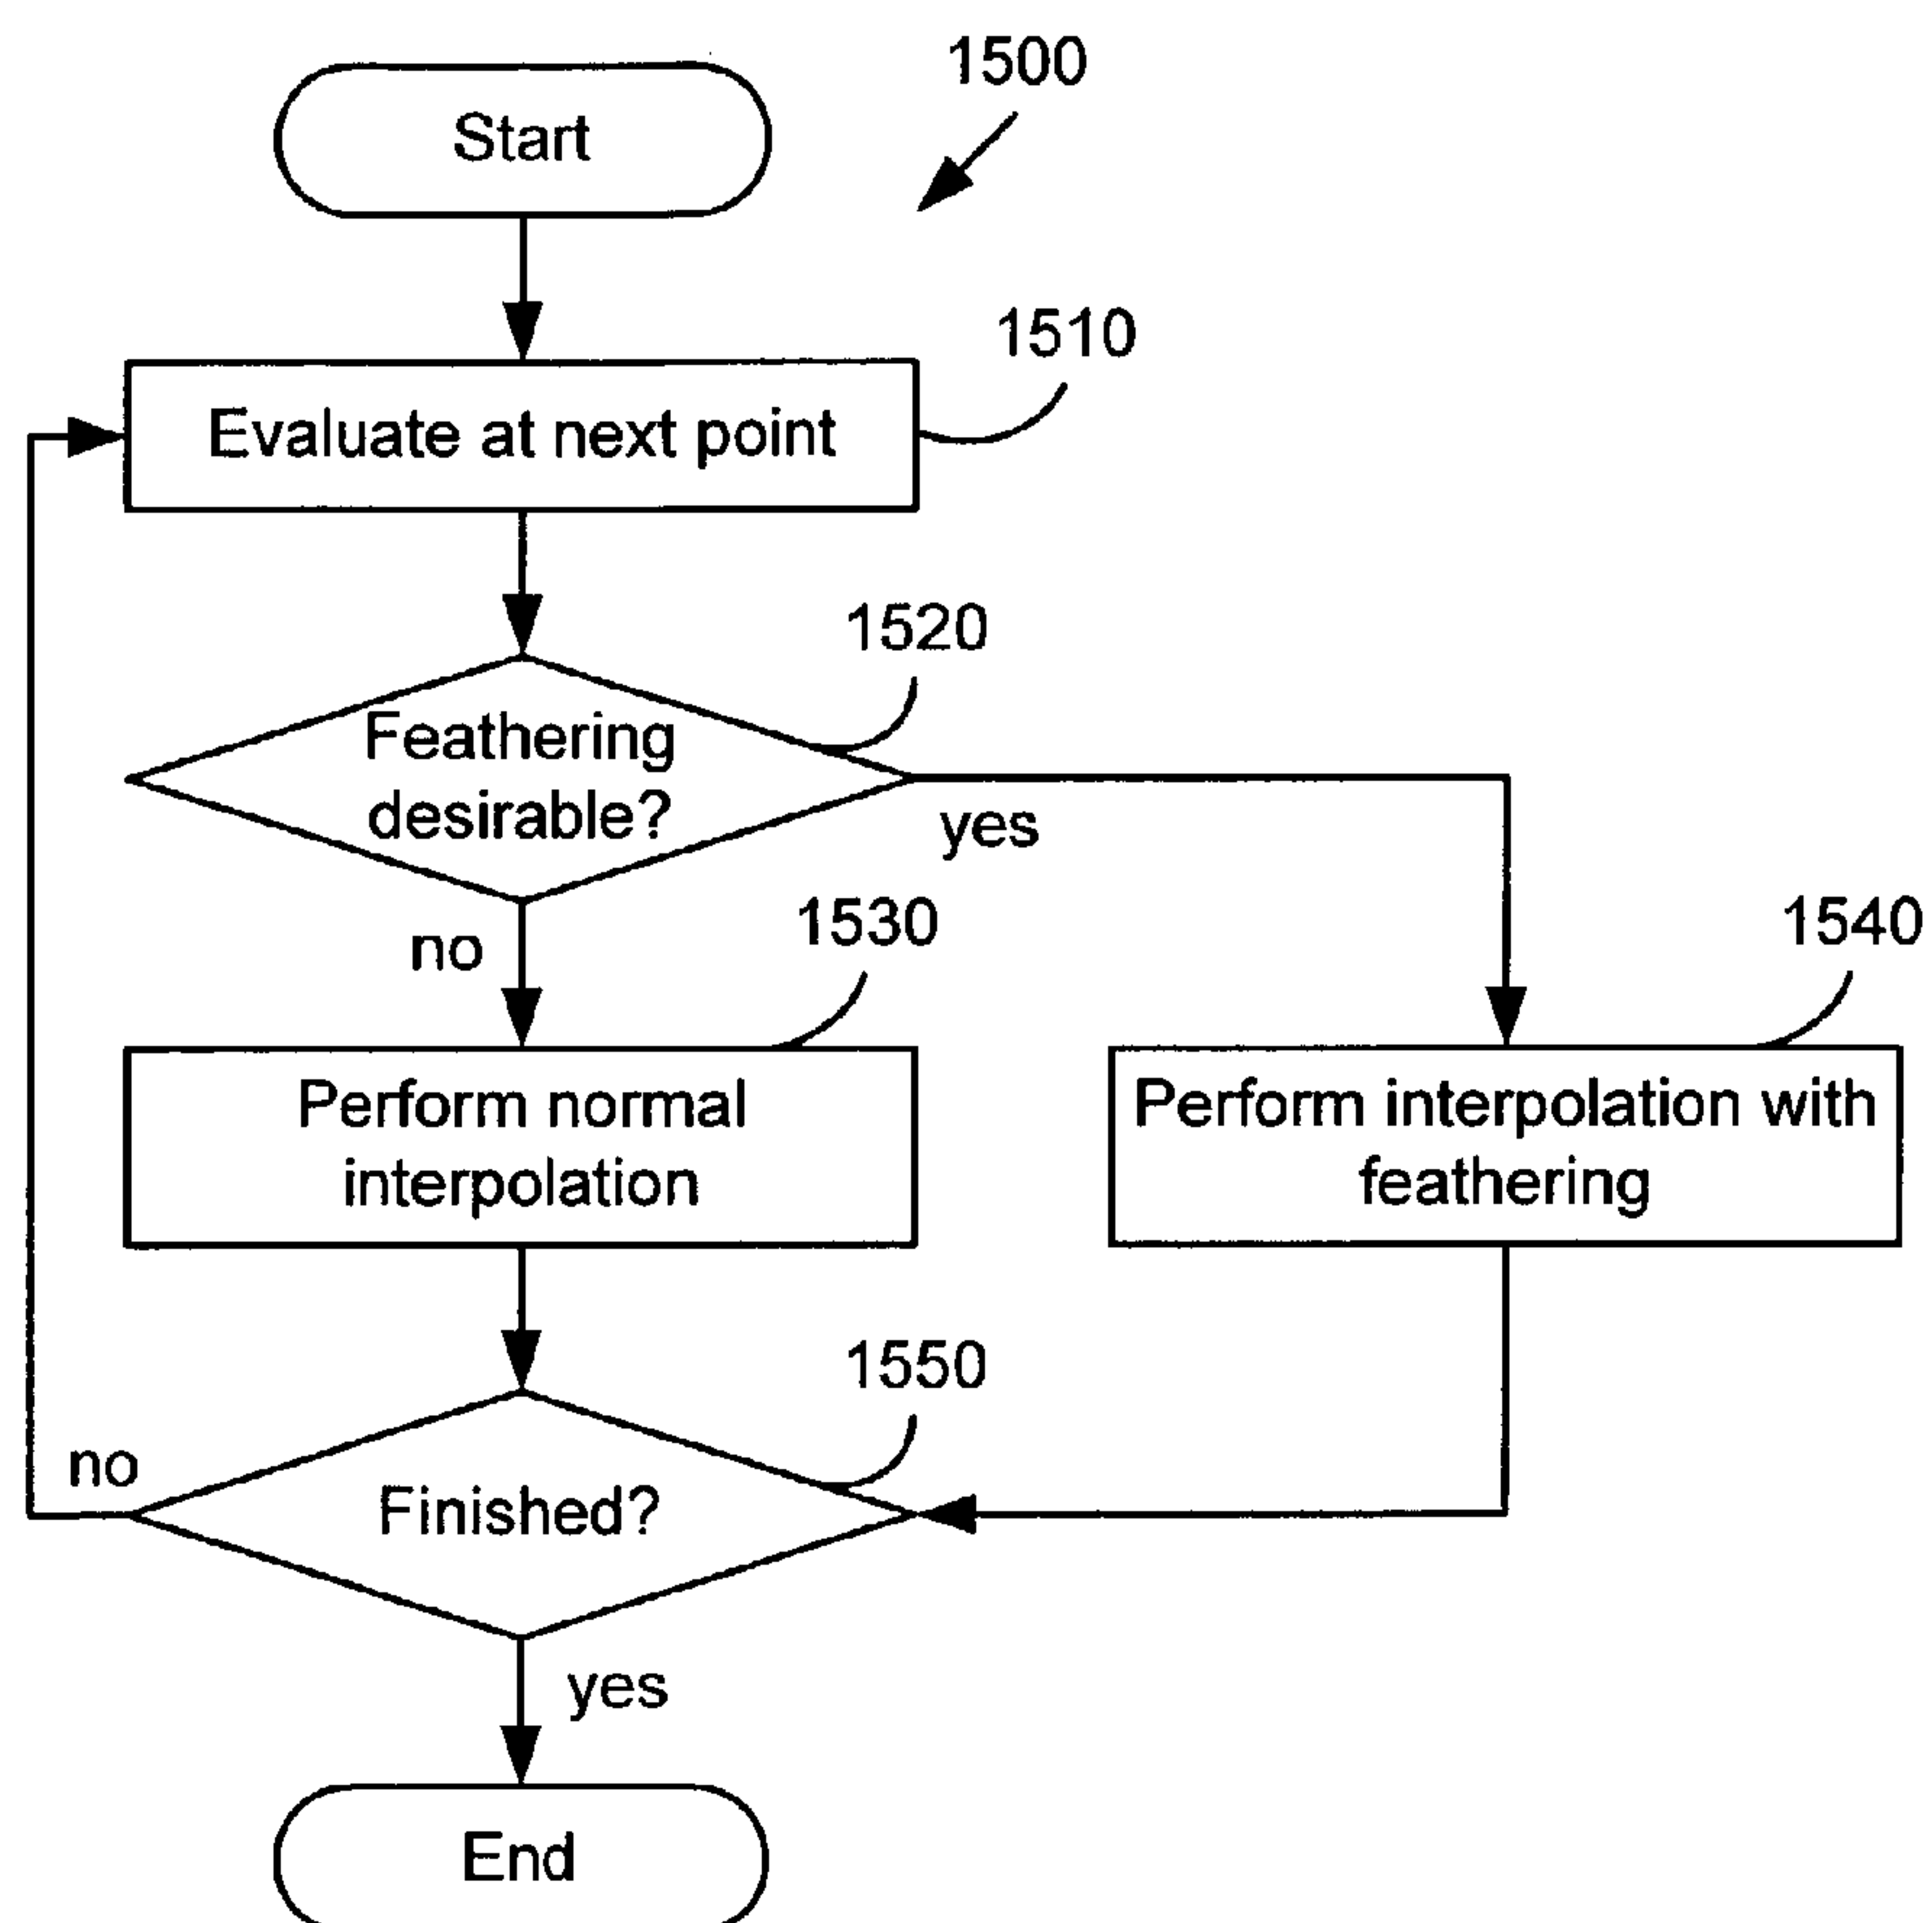 1500
Start
1510
Evaluate at next point
1520
Feathering
desirable?
yes
no
1530
1540
Perform normal
interpolation
Perform interpolation with
feathering
1550
no
Finished?
yes
End